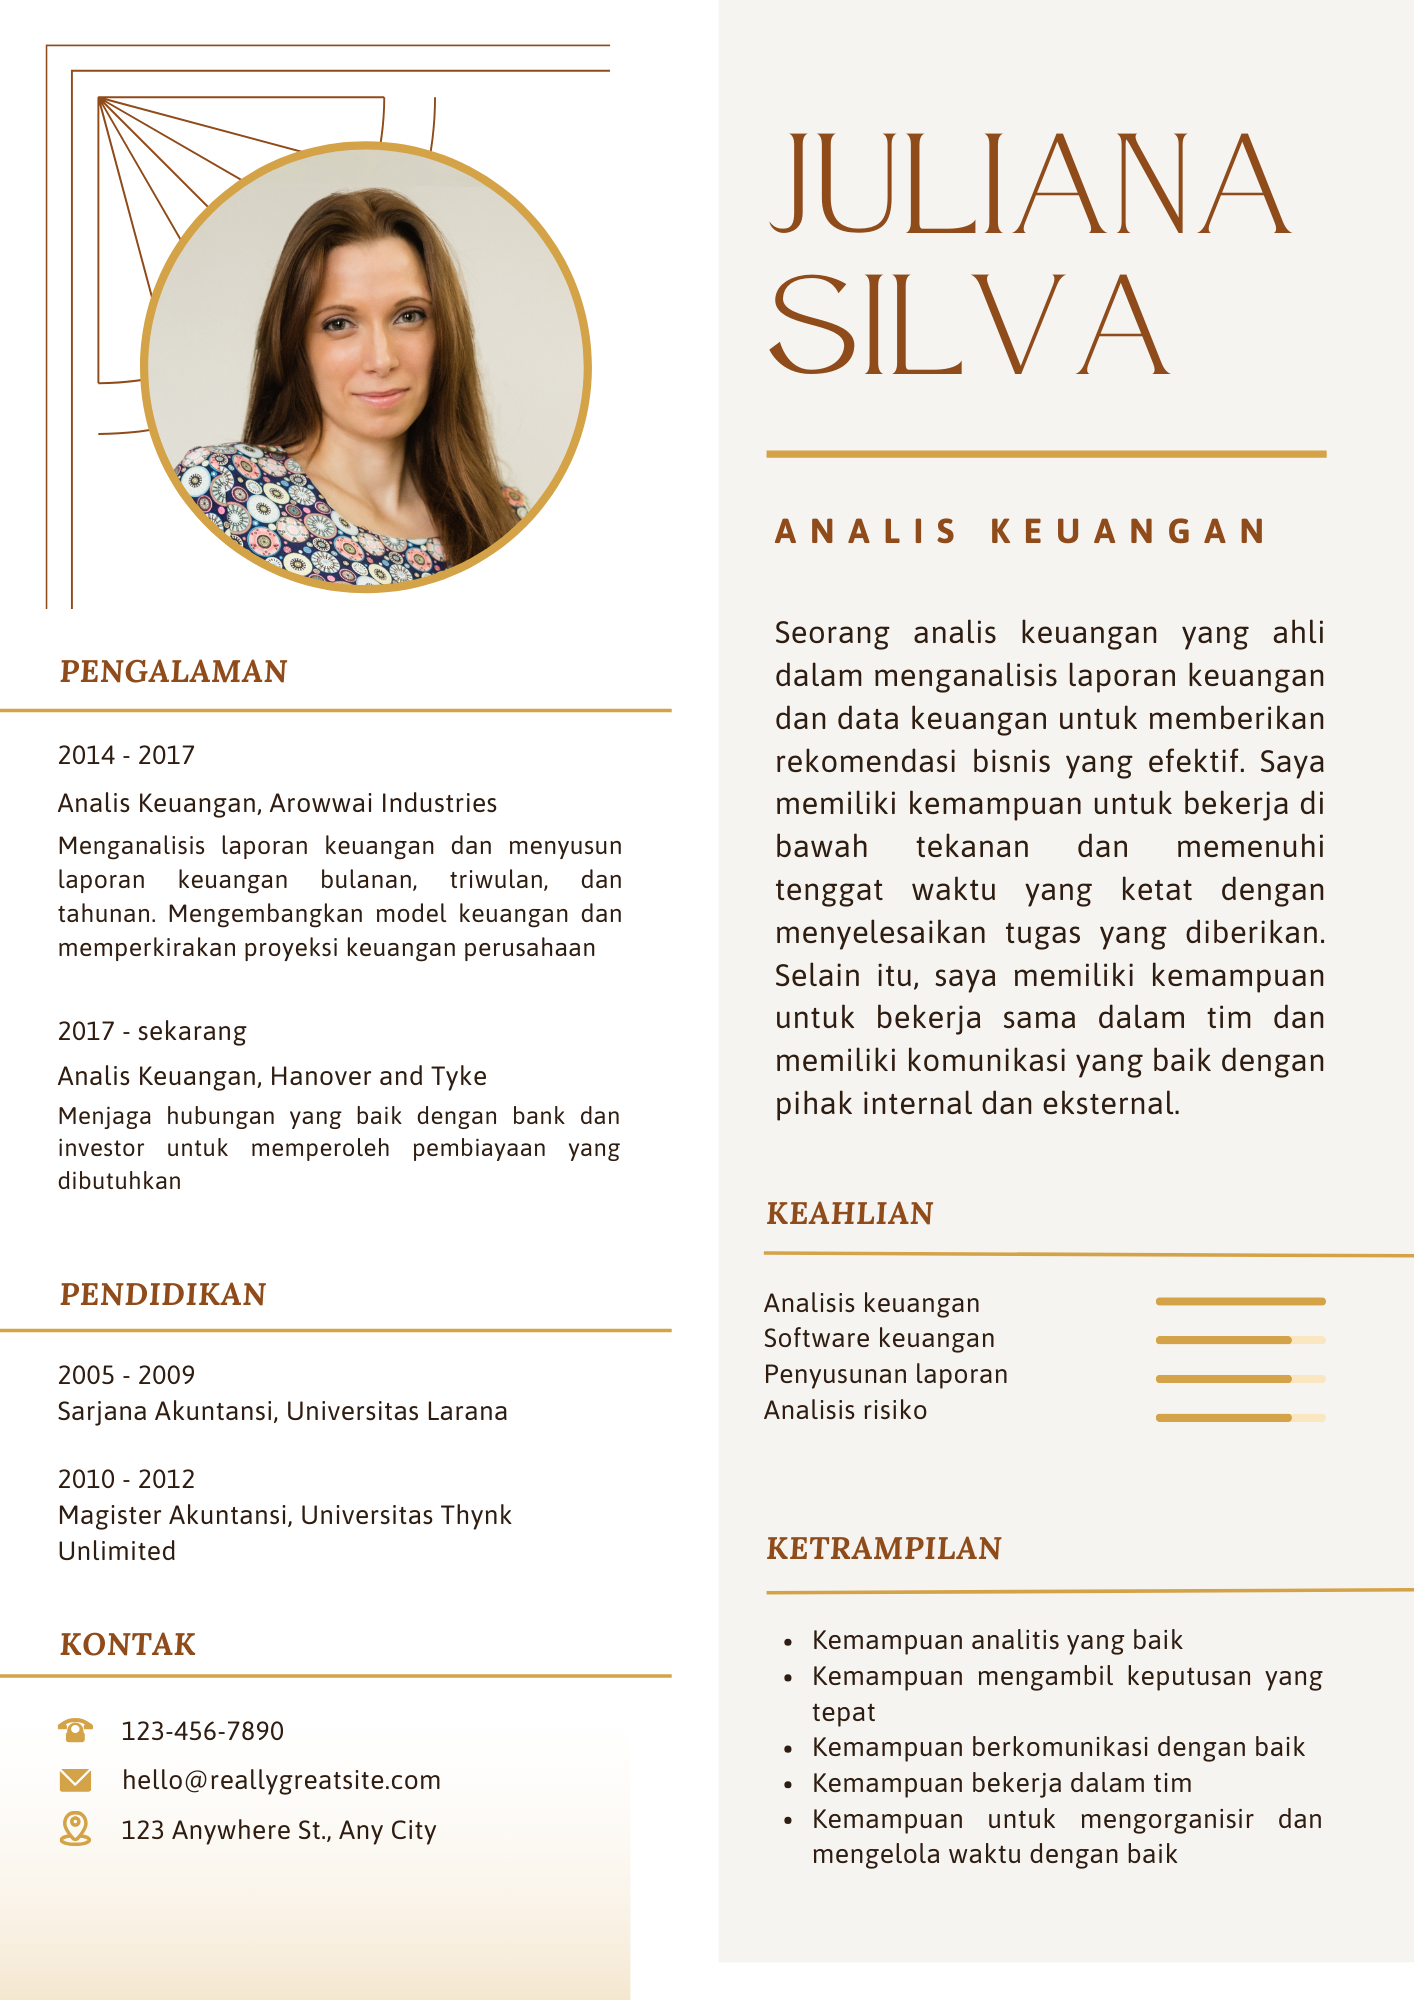 JULIANA
SILVA
ANALIS KEUANGAN
Seorang analis keuangan yang ahli
dalam menganalisis laporan keuangan
dan data keuangan untuk memberikan
rekomendasi bisnis yang efektif. Saya
memiliki kemampuan untuk bekerja di
bawah tekanan dan memenuhi
tenggat waktu yang ketat dengan
menyelesaikan tugas yang diberikan.
Selain itu, saya memiliki kemampuan
untuk bekerja sama dalam tim dan
memiliki komunikasi yang baik dengan
pihak internal dan eksternal.
PENGALAMAN
2014 - 2017
Analis Keuangan, Arowwai Industries
Menganalisis laporan keuangan dan menyusun
laporan keuangan bulanan, triwulan, dan
tahunan. Mengembangkan model keuangan dan
memperkirakan proyeksi keuangan perusahaan
2017 - sekarang
Analis Keuangan, Hanover and Tyke
Menjaga hubungan yang baik dengan bank dan
investor untuk memperoleh pembiayaan yang
dibutuhkan
PENDIDIKAN
2005 - 2009
Sarjana Akuntansi, Universitas Larana
2010 - 2012
Magister Akuntansi, Universitas Thynk
Unlimited
KONTAK
123-456-7890
hello@reallygreatsite.com
123 Anywhere St., Any City
KEAHLIAN
Analisis keuangan
Software keuangan
Penyusunan laporan
Analisis risiko
KETRAMPILAN
• Kemampuan analitis yang baik
• Kemampuan mengambil keputusan yang
tepat
• Kemampuan berkomunikasi dengan baik
• Kemampuan bekerja dalam tim
• Kemampuan untuk mengorganisir dan
mengelola waktu dengan baik